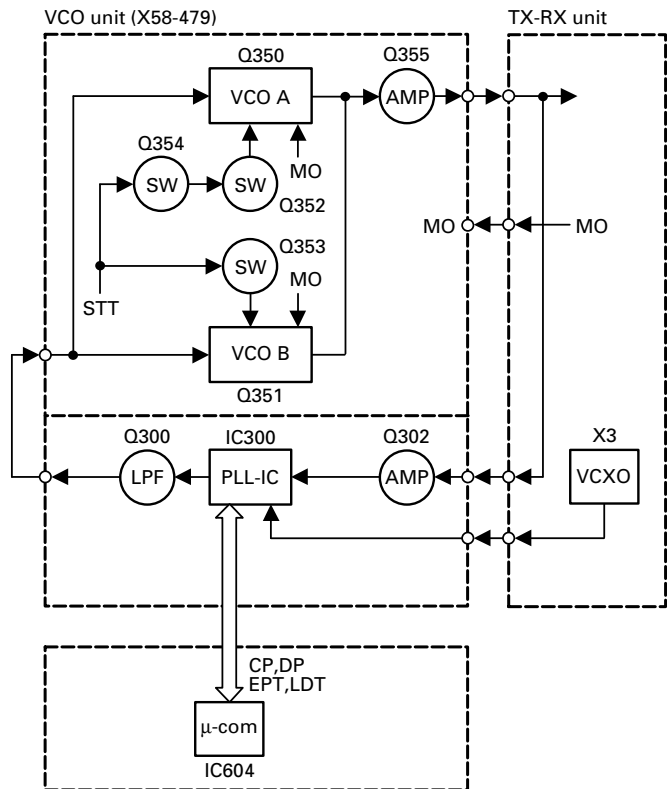 VCO unit (X58-479)
TX-RX unit
Q350
Q355
VCO A
AMP
Q354
MO
SW
SW
Q352
Q353
MO
MO
SW
MO
STT
VCO B
Q351
Q300
IC300
Q302
X3
LPF
PLL-IC
AMP
VCXO
CP,DP
EPT,LDT
μ-com
IC604